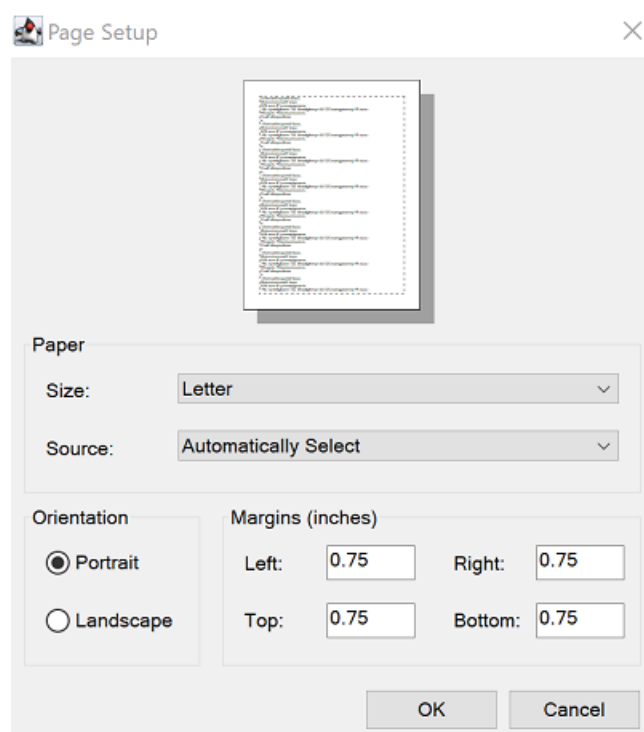 Page Setup
Paper
Size: Letter
Source: Automatically Select
Orientation
Portrait
Landscape
Margins (inches)
Left: 0.75 Right: 0.75
Top: 0.75 Bottom: 0.75
OK Cancel